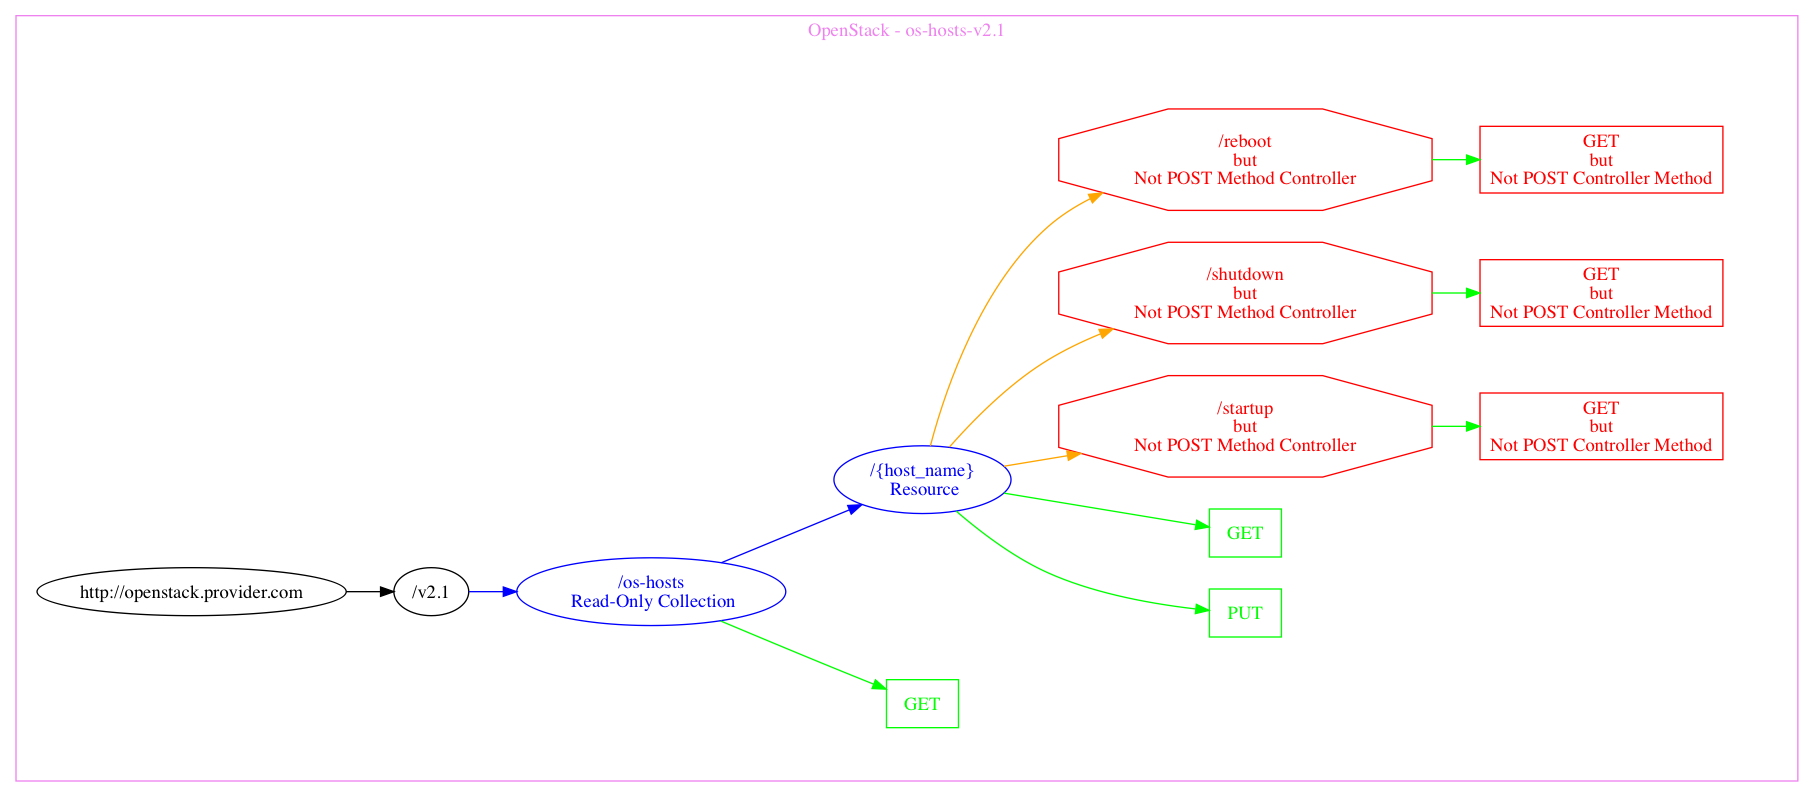 OpenStack - os-hosts-v2.1
/reboot
but
Not POST Method Controller
GET
but
Not POST Controller Method
/shutdown
but
Not POST Method Controller
GET
but
Not POST Controller Method
/startup
but
Not POST Method Controller
GET
but
Not POST Controller Method
/{host_name}
Resource
GET
http://openstack.provider.com
/v2.1
/os-hosts
Read-Only Collection
PUT
GET